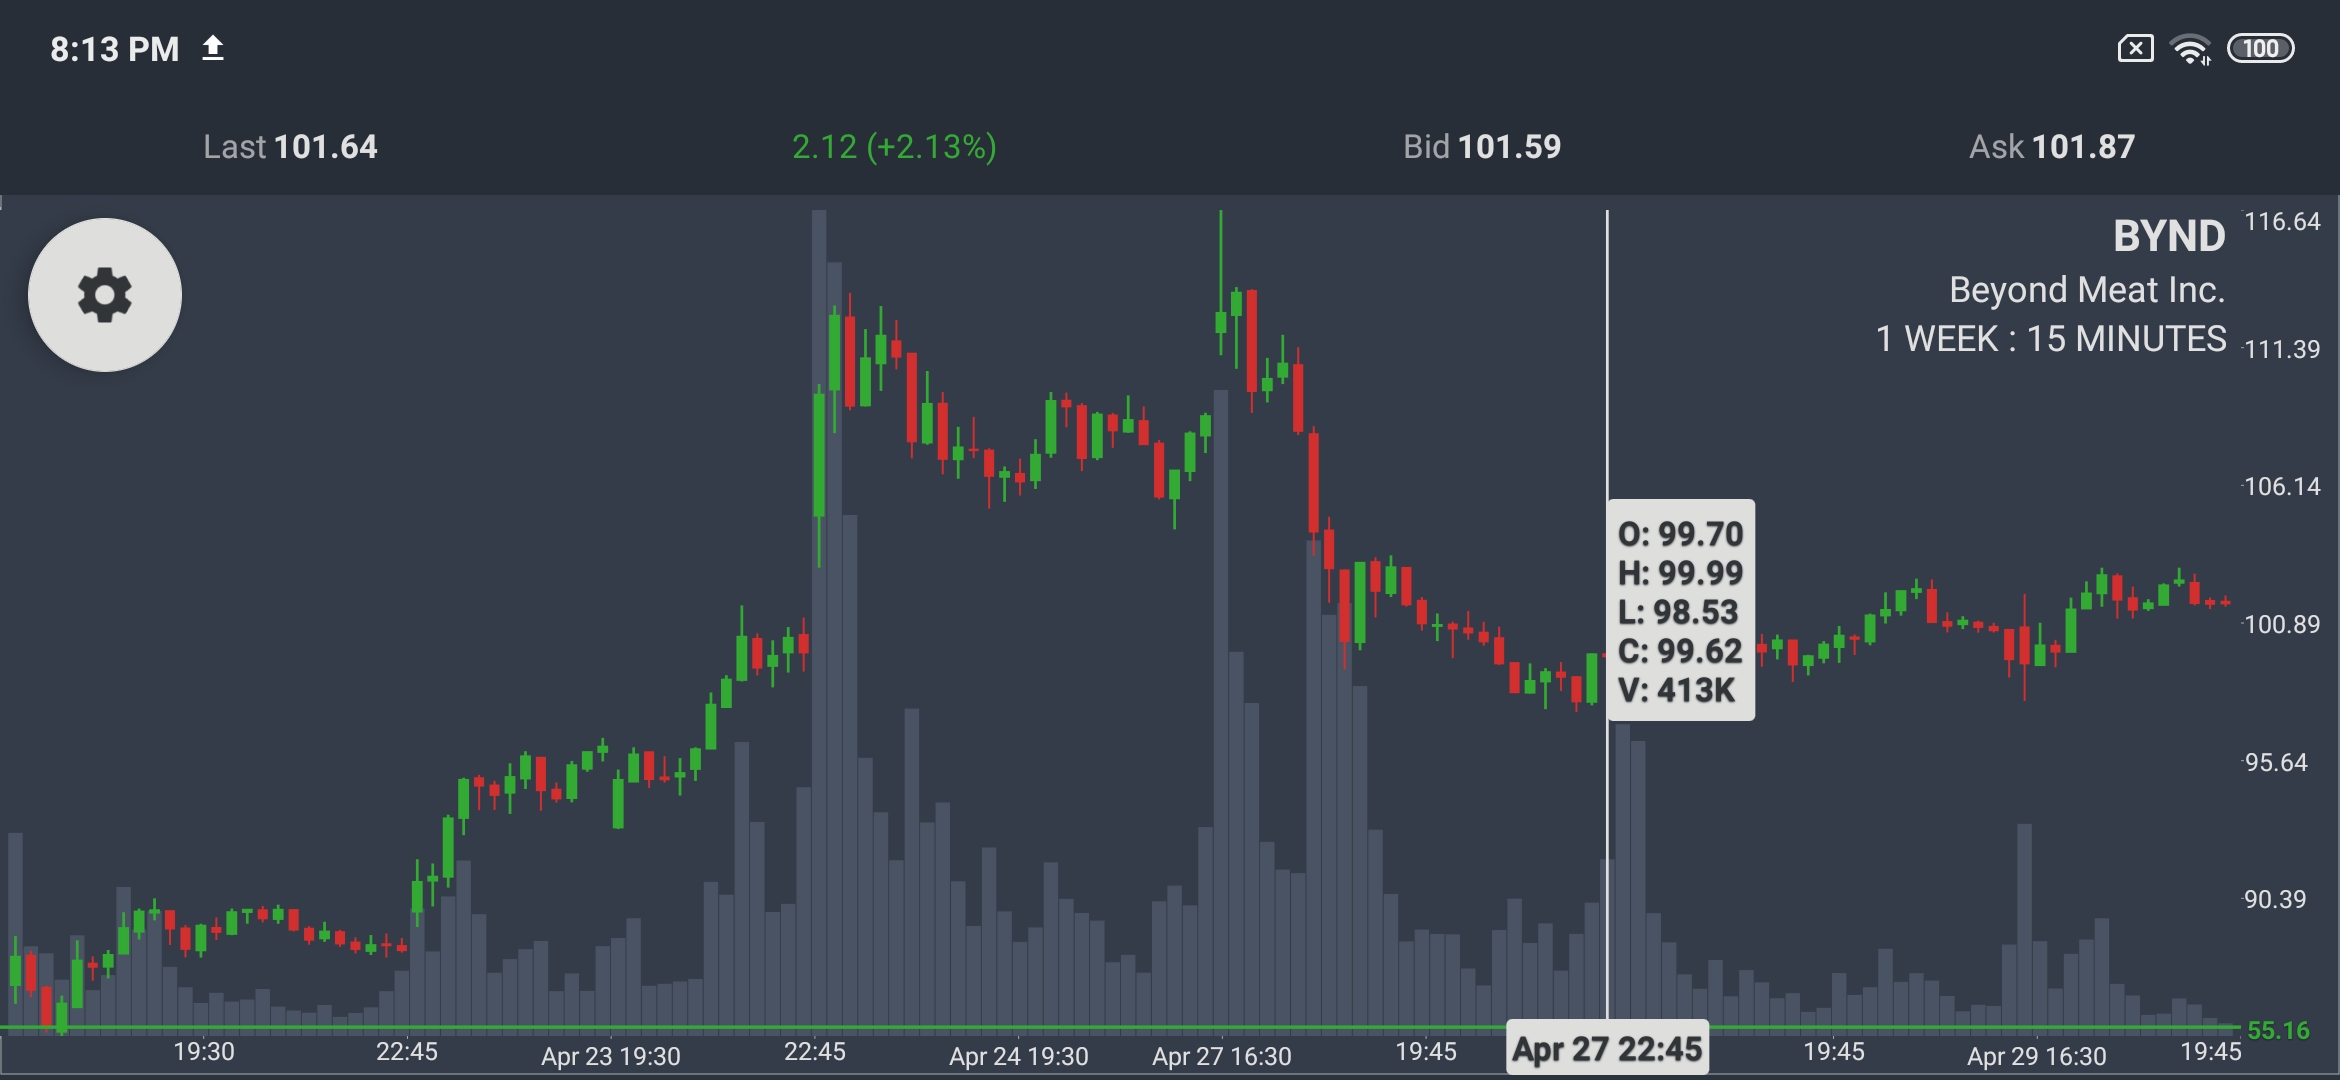 8:13 PM
100
Last 101.64
2.12 (+2.13%)
Bid 101.59
Ask 101.87
BYND
Beyond Meat Inc.
1 WEEK : 15 MINUTES
116.64
111.39
106.14
100.89
95.64
90.39
55.16
O: 99.70
H: 99.99
L: 98.53
C: 99.62
V: 413K
19:30
22:45
Apr 23 19:30
22:45
Apr 24 19:30
Apr 27 16:30
19:45
Apr 27 22:45
19:45
Apr 29 16:30
19:45